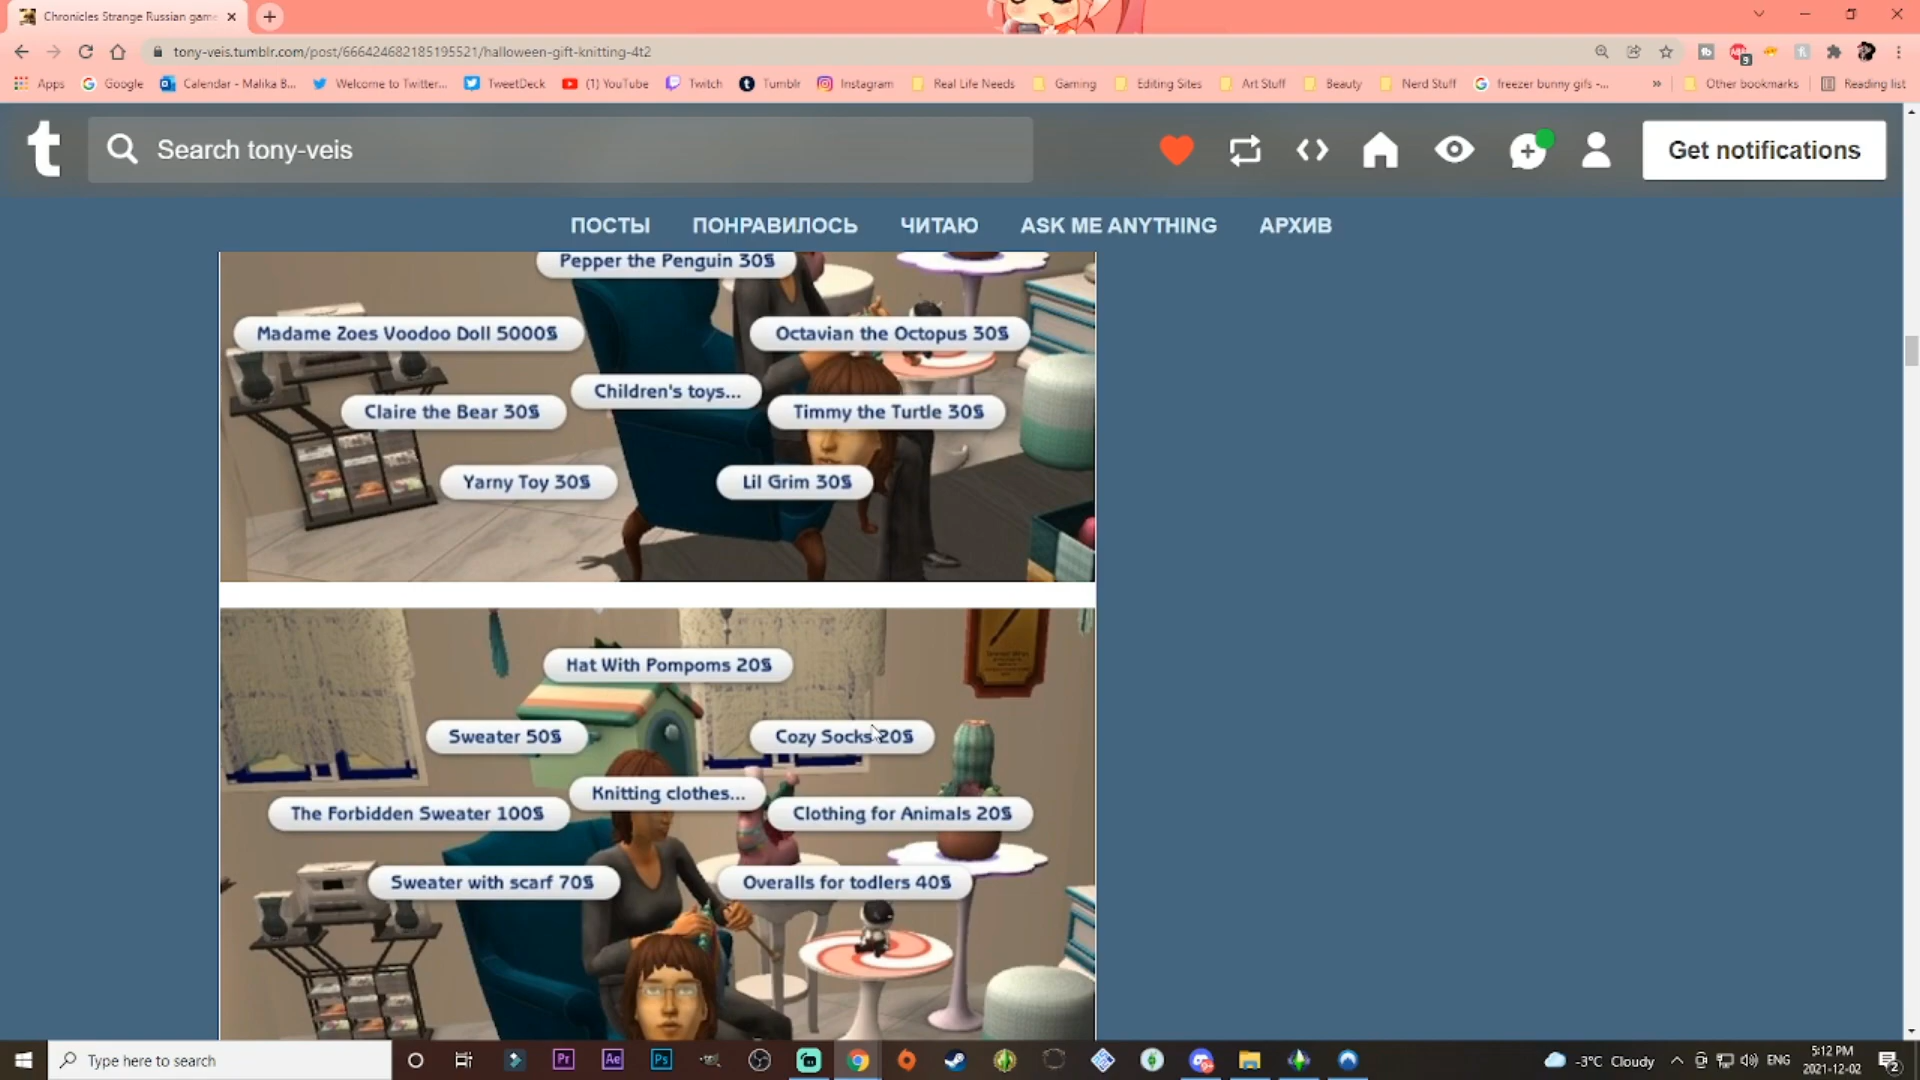 Chronicles Strange Russian game
tony-veis.tumblr.com/post/666424682185195521/halloween-gift-knitting-4t2
Apps Google Calendar - Malika B... Welcome to Twitter... TweetDeck (1) YouTube Twitch Tumblr Instagram Real Life Needs Gaming Editing Sites Art Stuff Beauty Nerd Stuff freezer bunny gifs -... » Other bookmarks Reading list
Search tony-veis
Get notifications
ПОСТЫ ПОНРАВИЛОСЬ ЧИТАЮ ASK ME ANYTHING АРХИВ
Pepper the Penguin 30$
Madame Zoes Voodoo Doll 5000$
Octavian the Octopus 30$
Children's toys...
Claire the Bear 30$
Timmy the Turtle 30$
Yarny Toy 30$
Lil Grim 30$
Hat With Pompoms 20$
Sweater 50$
Cozy Socks 20$
Knitting clothes...
The Forbidden Sweater 100$
Clothing for Animals 20$
Sweater with scarf 70$
Overalls for todlers 40$
Type here to search
Pr Ae Ps
-3°C Cloudy
ENG
5:12 PM
2021-12-02
2